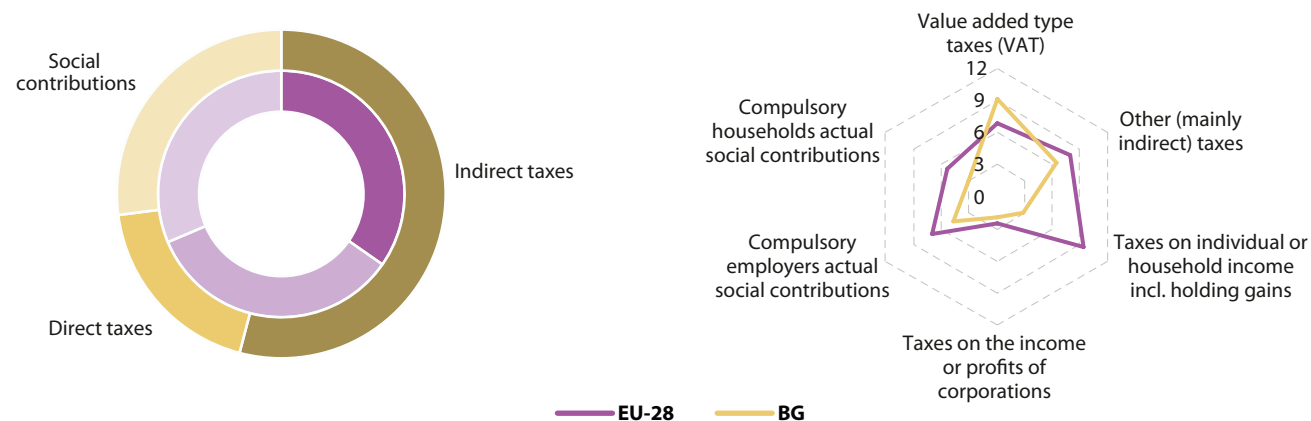 Social
contributions
Indirect taxes
Direct taxes
Value added type
taxes (VAT)
12
9
6
3
0
Other (mainly
indirect) taxes
Taxes on individual or
household income
incl. holding gains
Taxes on the income
or profits of
corporations
Compulsory
employers actual
social contributions
Compulsory
households actual
social contributions
EU-28
BG